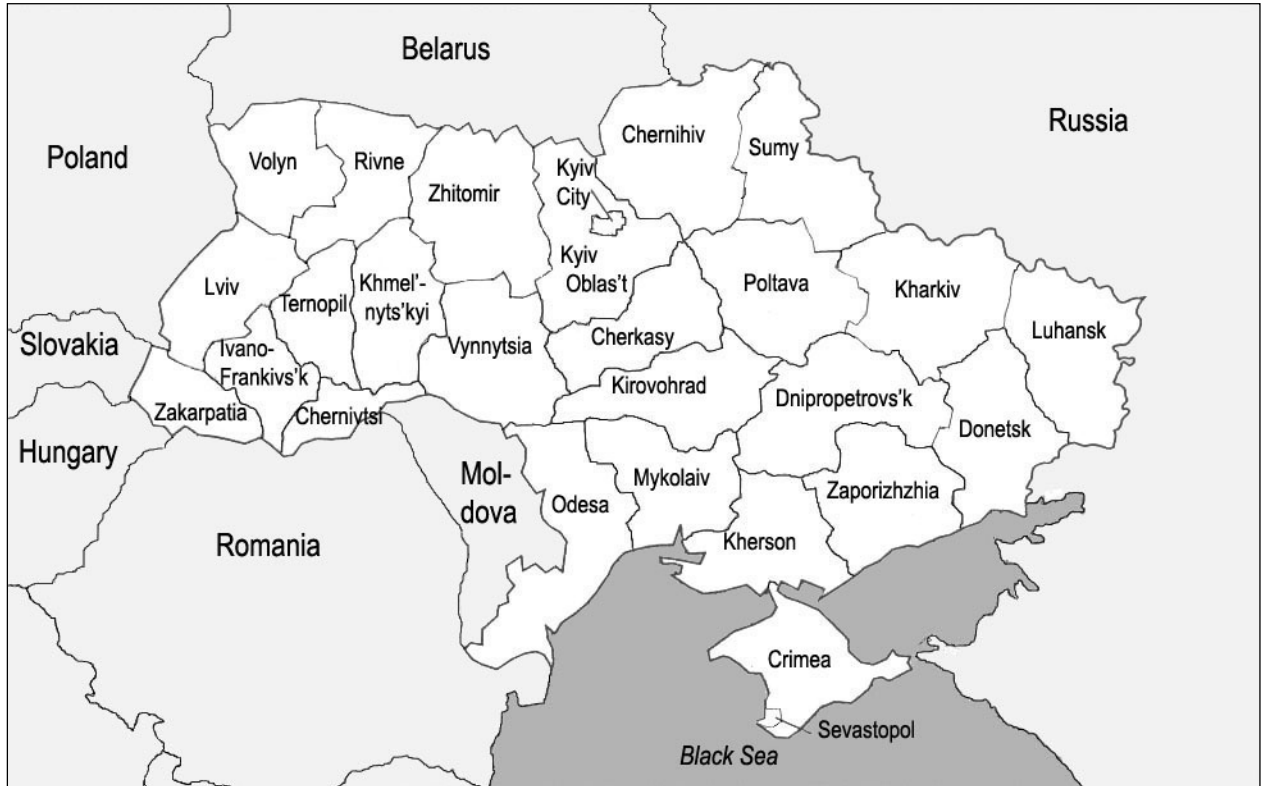 Belarus
Russia
Poland
Chernihiv
Sumy
Volyn
Rivne
Kyiv
City
Zhitomir
Kyiv
Oblas't
Lviv
Ternopil
Khmel'-
nyts'kyi
Poltava
Kharkiv
Slovakia
Ivano-
Frankivs'k
Vynnytsia
Cherkasy
Luhansk
Kirovohrad
Dnipropetrovs'k
Zakarpatia
Chernivtsi
Hungary
Donetsk
Mol-
dova
Odesa
Mykolaiv
Zaporizhzhia
Romania
Kherson
Crimea
Sevastopol
Black Sea